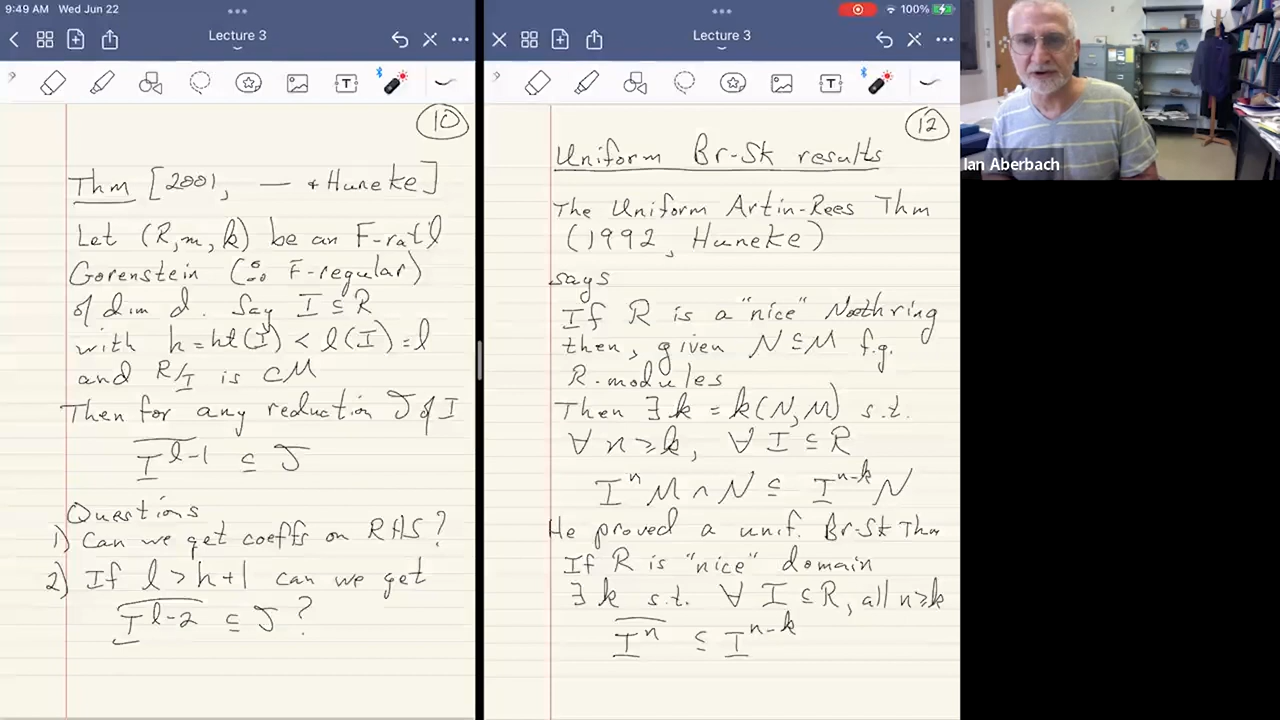 9:49 AM Wed Jun 22
Lecture 3
10
Thm [2001, — + Huneke]
Let (R,m,k) be an F-rat'l
Gorenstein (∴ F-regular)
of dim d. Say I ⊆ R
with h = ht(I) < l(I) = l
and R/I is CM
Then for any reduction J of I
\overline{I^{l-1}} ⊆ J
Questions
1) Can we get coeffs on RHS?
2) If l > h+1 can we get
\overline{I^{l-2}} ⊆ J ?
100%
Lecture 3
12
Uniform Br-Sk results
The Uniform Artin-Rees Thm
(1992, Huneke)
says
If R is a "nice" Noeth ring
then, given N ⊆ M f.g.
R-modules
Then ∃ k = k(N,M) s.t.
∀ n ≥ k, ∀ I ⊆ R
I^n M ∩ N ⊆ I^{n-k} N
He proved a unif. Br-Sk Thm
If R is "nice" domain
∃ k s.t. ∀ I ⊆ R, all n ≥ k
\overline{I^n} ⊆ I^{n-k}
Ian Aberbach